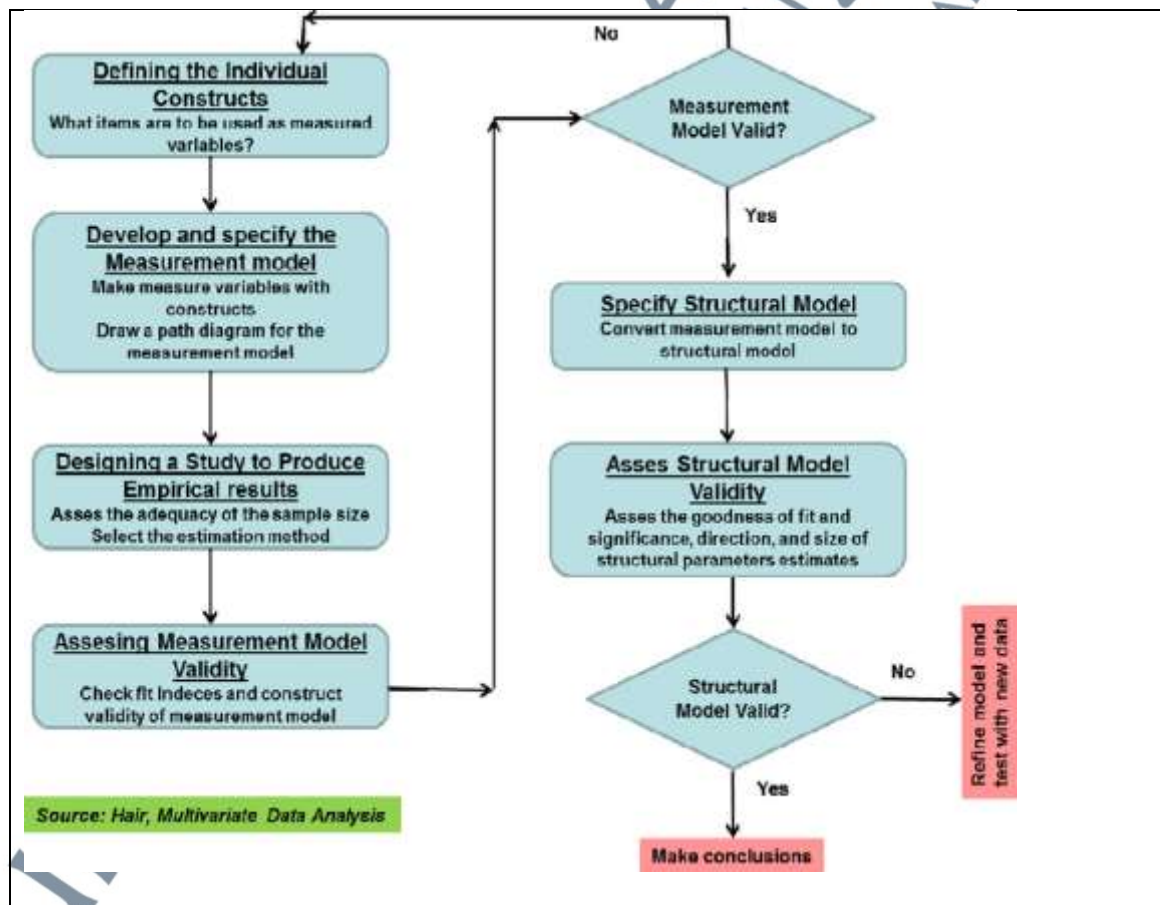 Defining the Individual
Constructs
What items are to be used as measured
variables?
Develop and specify the
Measurement model
Make measure variables with
constructs
Draw a path diagram for the
measurement model
Designing a Study to Produce
Empirical results
Asses the adequacy of the sample size
Select the estimation method
Assesing Measurement Model
Validity
Check fit Indeces and construct
validity of measurement model
Source: Hair, Multivariate Data Analysis
No
Measurement
Model Valid?
Yes
Specify Structural Model
Convert measurement model to
structural model
Asses Structural Model
Validity
Asses the goodness of fit and
significance, direction, and size of
structural parameters estimates
Structural
Model Valid?
No
Refine model and
test with new data
Yes
Make conclusions